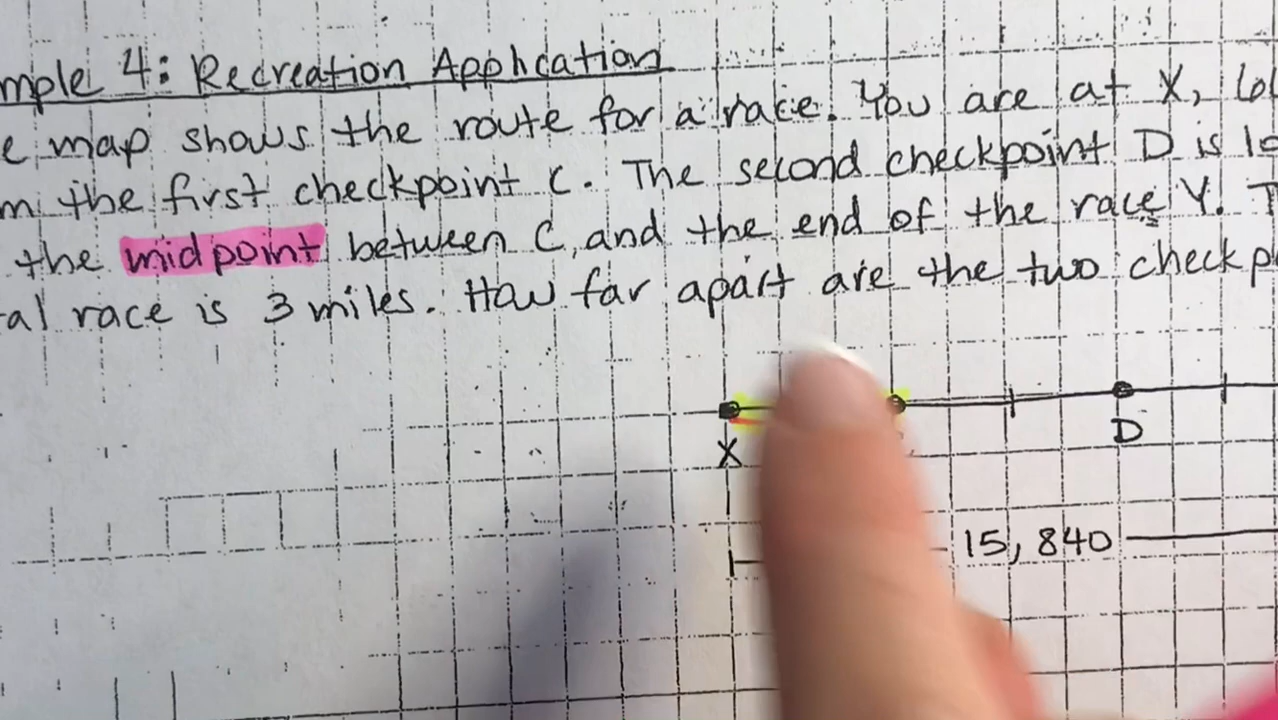 mple 4: Recreation Application
e map shows the route for a race. You are at X,
m the first checkpoint C. The second checkpoint D is
the midpoint between C and the end of the race Y.
al race is 3 miles. How far apart are the two checkp
X
D
15,840